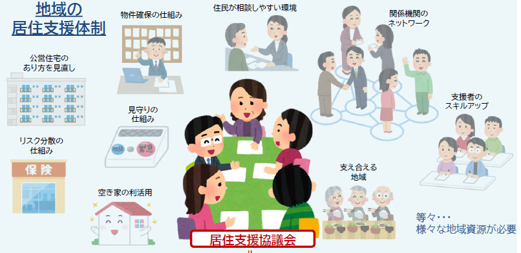 地域の
居住支援体制
物件確保の仕組み
住民が相談しやすい環境
関係機関の
ネットワーク
公営住宅の
あり方を見直し
見守りの
仕組み
支援者の
スキルアップ
リスク分散の
仕組み
保険
空き家の利活用
支え合える
地域
居住支援協議会
等々・・・
様々な地域資源が必要